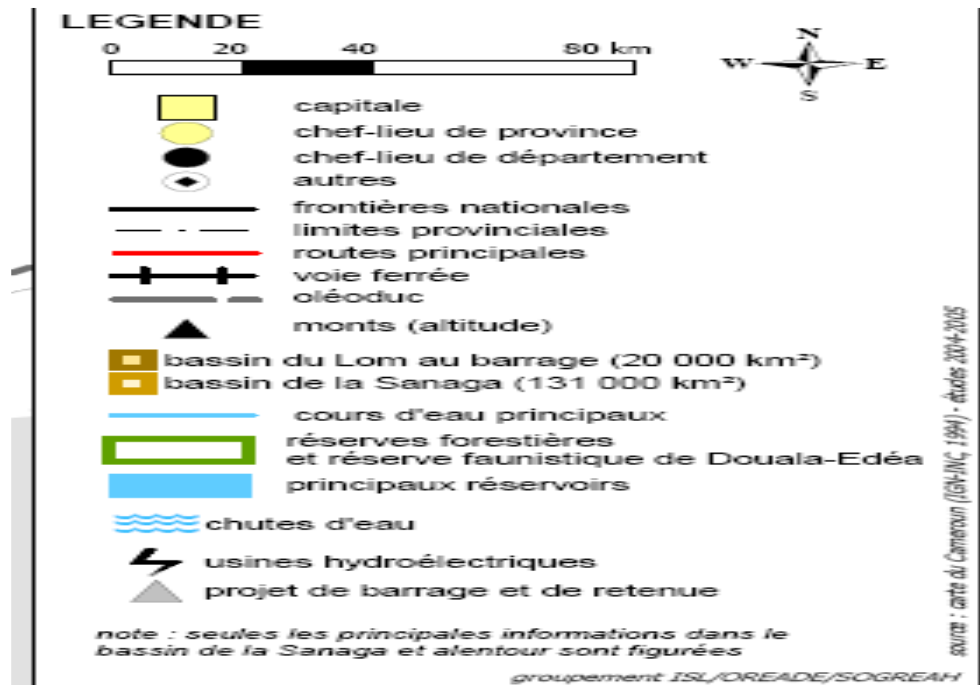 LEGENDE
0 20 40 80 km
N
W E
S
capitale
chef-lieu de province
chef-lieu de département
autres
frontières nationales
limites provinciales
routes principales
voie ferrée
oléoduc
monts (altitude)
bassin du Lom au barrage (20 000 km²)
bassin de la Sanaga (131 000 km²)
cours d'eau principaux
réserves forestières
et réserve faunistique de Douala-Edéa
principaux réservoirs
chutes d'eau
usines hydroélectriques
projet de barrage et de retenue
note : seules les principales informations dans le
bassin de la Sanaga et alentour sont figurées
groupement ISL/OREADE/SOGREAH
source : carte du Cameroun (IGN-INC, 1994) - études 2004-2005